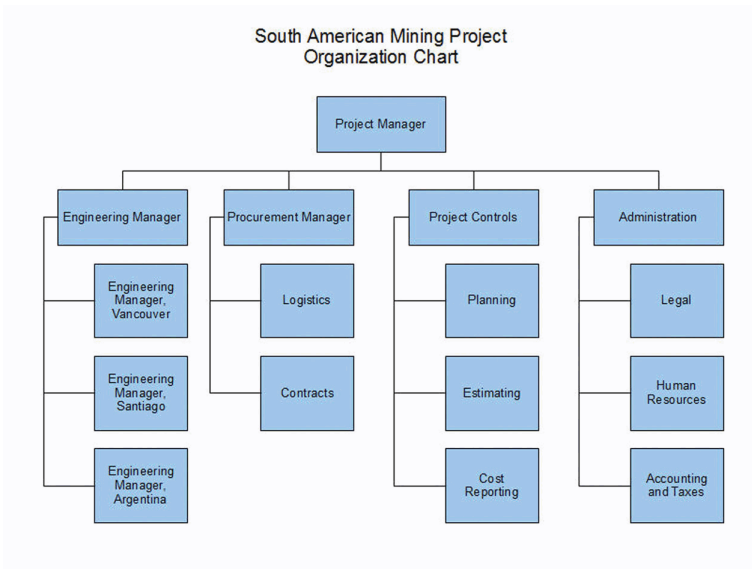 South American Mining Project
Organization Chart
Project Manager
Engineering Manager
Procurement Manager
Project Controls
Administration
Engineering
Manager,
Vancouver
Logistics
Planning
Legal
Engineering
Manager,
Santiago
Contracts
Estimating
Human
Resources
Engineering
Manager,
Argentina
Cost
Reporting
Accounting
and Taxes